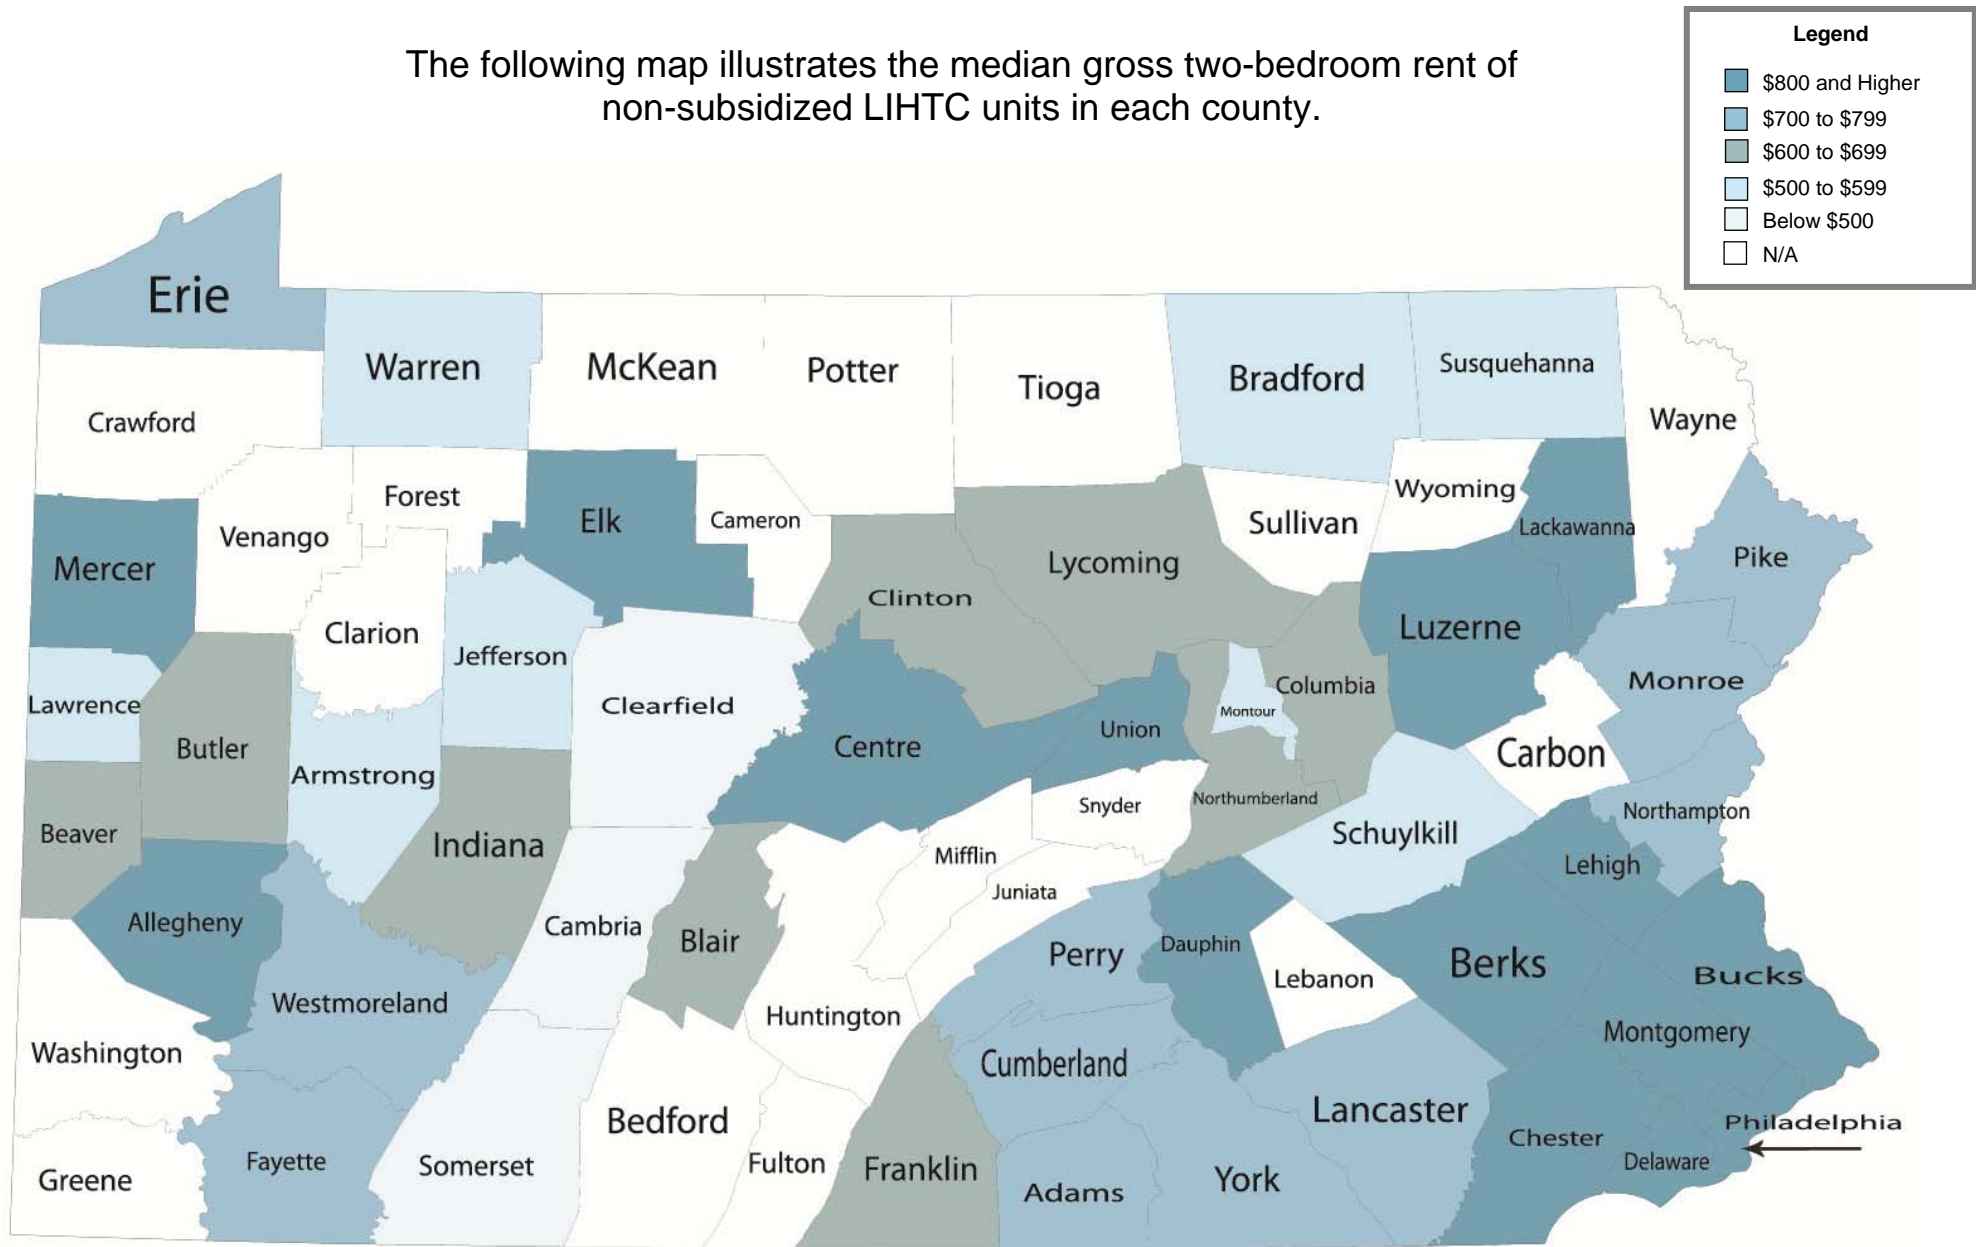 The following map illustrates the median gross two-bedroom rent of
non-subsidized LIHTC units in each county.
Legend
$800 and Higher
$700 to $799
$600 to $699
$500 to $599
Below $500
N/A
Erie
Warren
McKean
Potter
Tioga
Bradford
Susquehanna
Wayne
Crawford
Forest
Venango
Elk
Cameron
Sullivan
Wyoming
Lackawanna
Pike
Mercer
Clarion
Jefferson
Clinton
Lycoming
Luzerne
Monroe
Lawrence
Butler
Armstrong
Clearfield
Centre
Union
Montour
Columbia
Carbon
Beaver
Indiana
Snyder
Northumberland
Schuylkill
Northampton
Mifflin
Juniata
Lehigh
Allegheny
Cambria
Blair
Perry
Dauphin
Lebanon
Berks
Bucks
Westmoreland
Huntington
Montgomery
Washington
Cumberland
Lancaster
Bedford
Philadelphia
Chester
Delaware
Greene
Fayette
Somerset
Fulton
Franklin
Adams
York